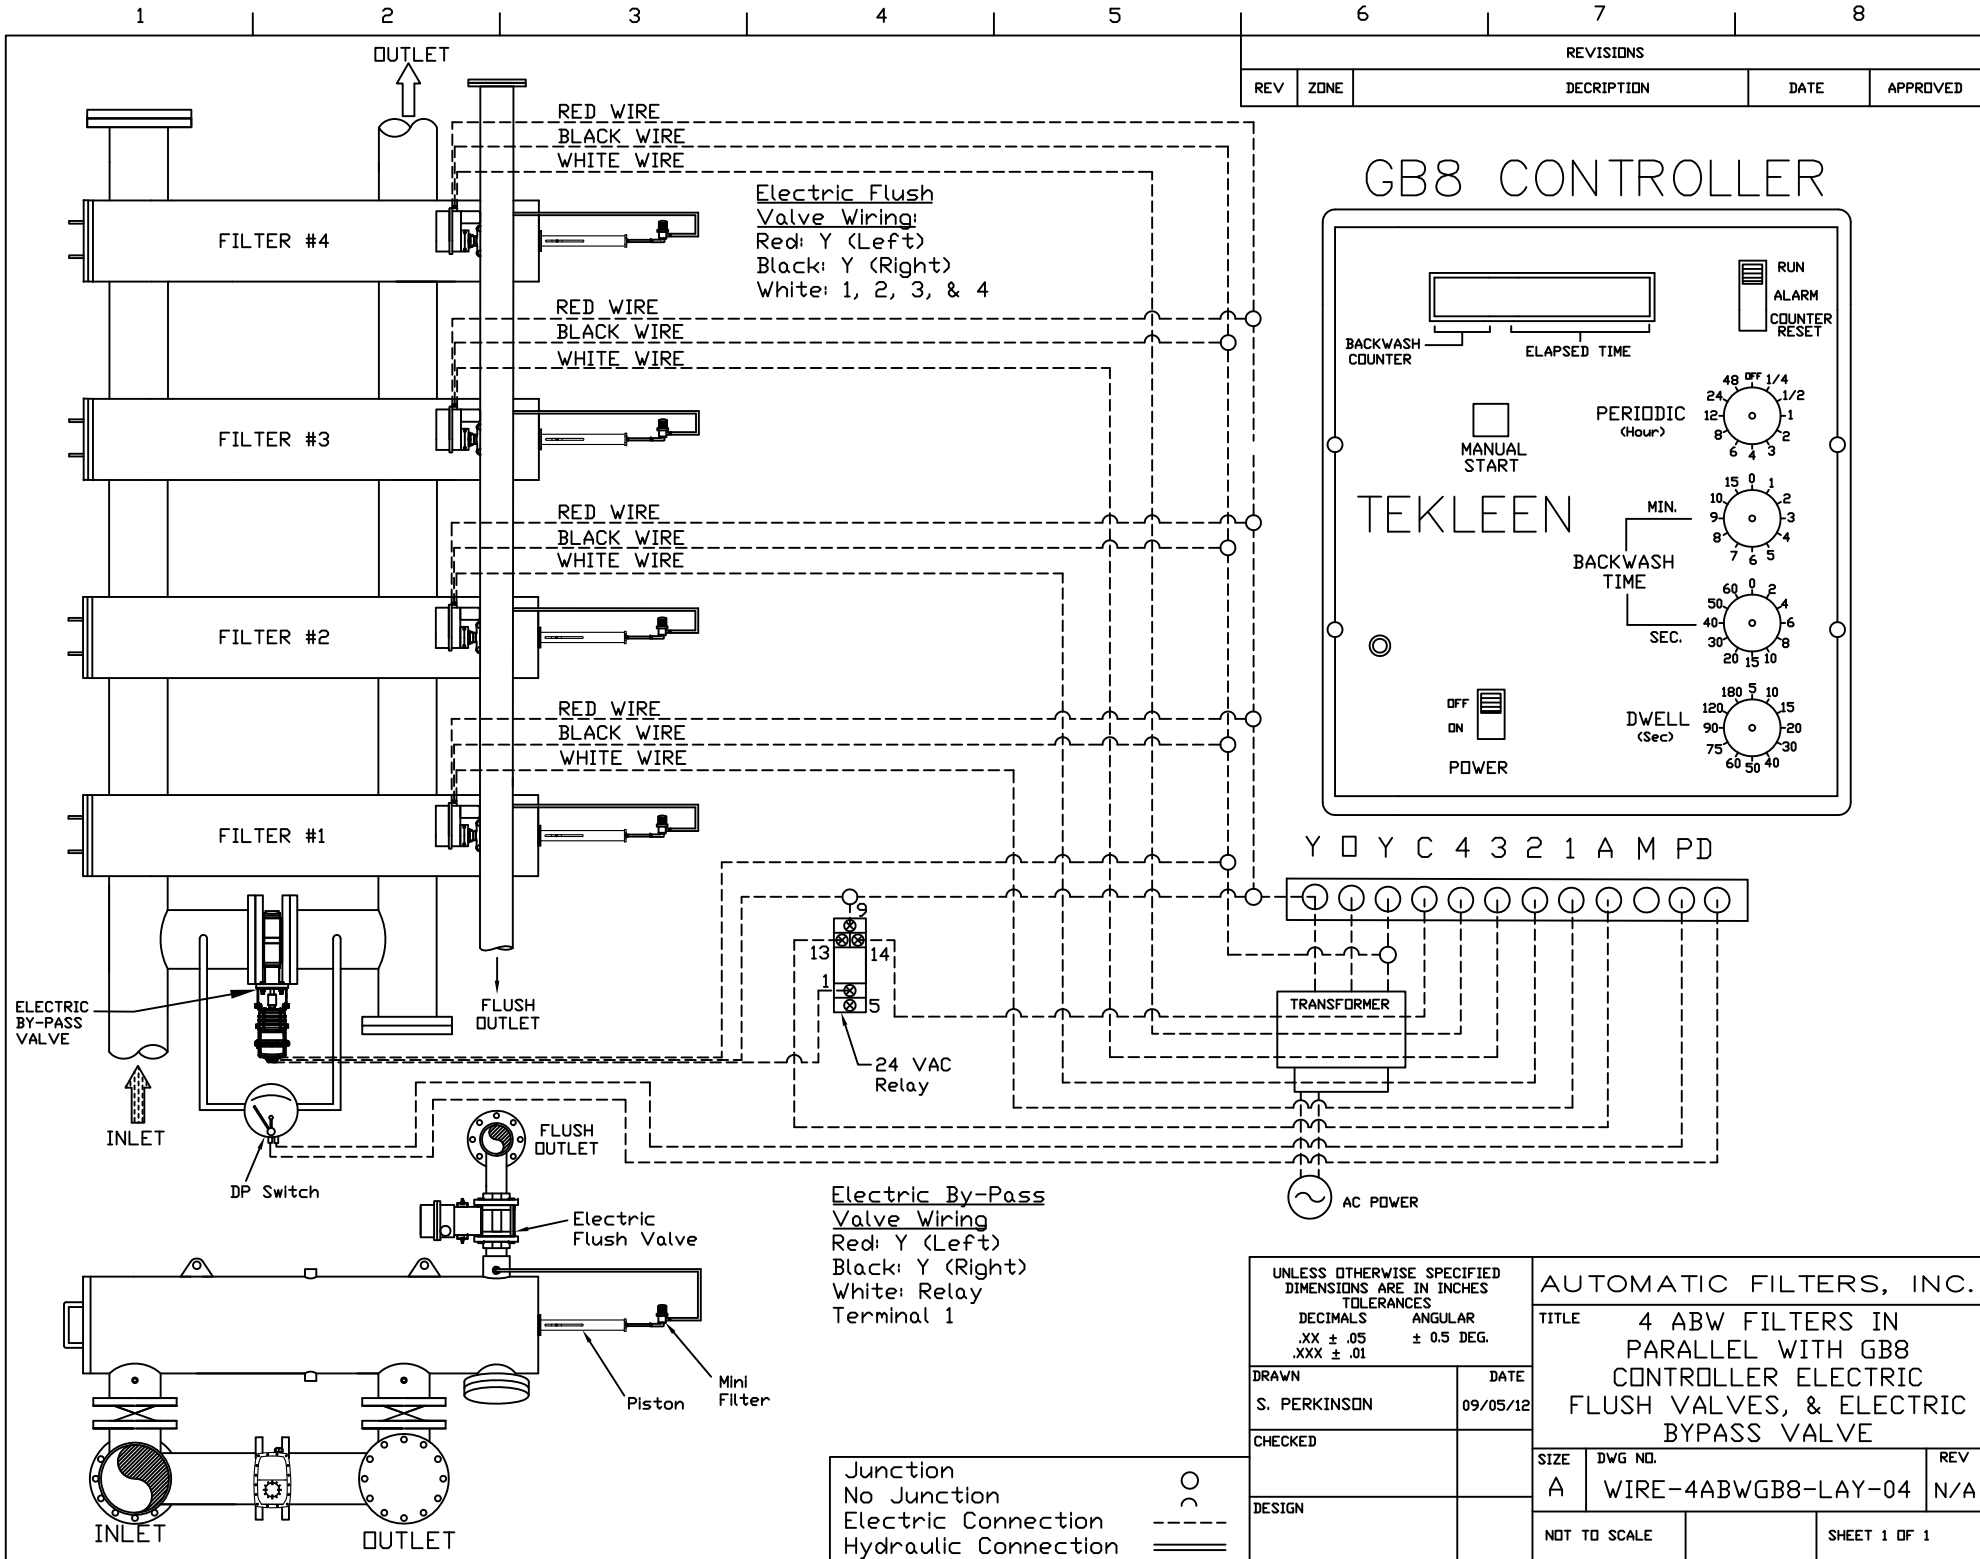 1 2 3 4 5 6 7 8
REVISIONS
REV ZONE DECRIPTION DATE APPROVED
OUTLET
RED WIRE
BLACK WIRE
WHITE WIRE
FILTER #4
Electric Flush
Valve Wiring:
Red: Y (Left)
Black: Y (Right)
White: 1, 2, 3, & 4
RED WIRE
BLACK WIRE
WHITE WIRE
FILTER #3
RED WIRE
BLACK WIRE
WHITE WIRE
FILTER #2
RED WIRE
BLACK WIRE
WHITE WIRE
FILTER #1
GB8 CONTROLLER
RUN
ALARM
COUNTER
RESET
BACKWASH
COUNTER
ELAPSED TIME
MANUAL
START
PERIODIC
(Hour)
OFF 1/4 1/2 1 2 3 4 6 8 12 24 48
TEKLEEN
MIN.
0 1 2 3 4 5 6 7 8 9 10 15
BACKWASH
TIME
SEC.
0 2 4 6 8 10 15 20 30 40 50 60
OFF
ON
POWER
DWELL
(Sec)
5 10 15 20 30 40 50 60 75 90 120 180
Y O Y C 4 3 2 1 A M P D
9
13
14
1
5
24 VAC
Relay
TRANSFORMER
AC POWER
ELECTRIC
BY-PASS
VALVE
FLUSH
OUTLET
INLET
DP Switch
FLUSH
OUTLET
Electric
Flush Valve
Piston
Mini
Filter
INLET
OUTLET
Electric By-Pass
Valve Wiring
Red: Y (Left)
Black: Y (Right)
White: Relay
Terminal 1
Junction
No Junction
Electric Connection
Hydraulic Connection
UNLESS OTHERWISE SPECIFIED
DIMENSIONS ARE IN INCHES
TOLERANCES
DECIMALS ANGULAR
.XX ± .05 ± 0.5 DEG.
.XXX ± .01
DRAWN DATE
S. PERKINSON 09/05/12
CHECKED
DESIGN
AUTOMATIC FILTERS, INC.
TITLE
4 ABW FILTERS IN
PARALLEL WITH GB8
CONTROLLER ELECTRIC
FLUSH VALVES, & ELECTRIC
BYPASS VALVE
SIZE DWG NO. REV
A WIRE-4ABWGB8-LAY-04 N/A
NOT TO SCALE SHEET 1 OF 1